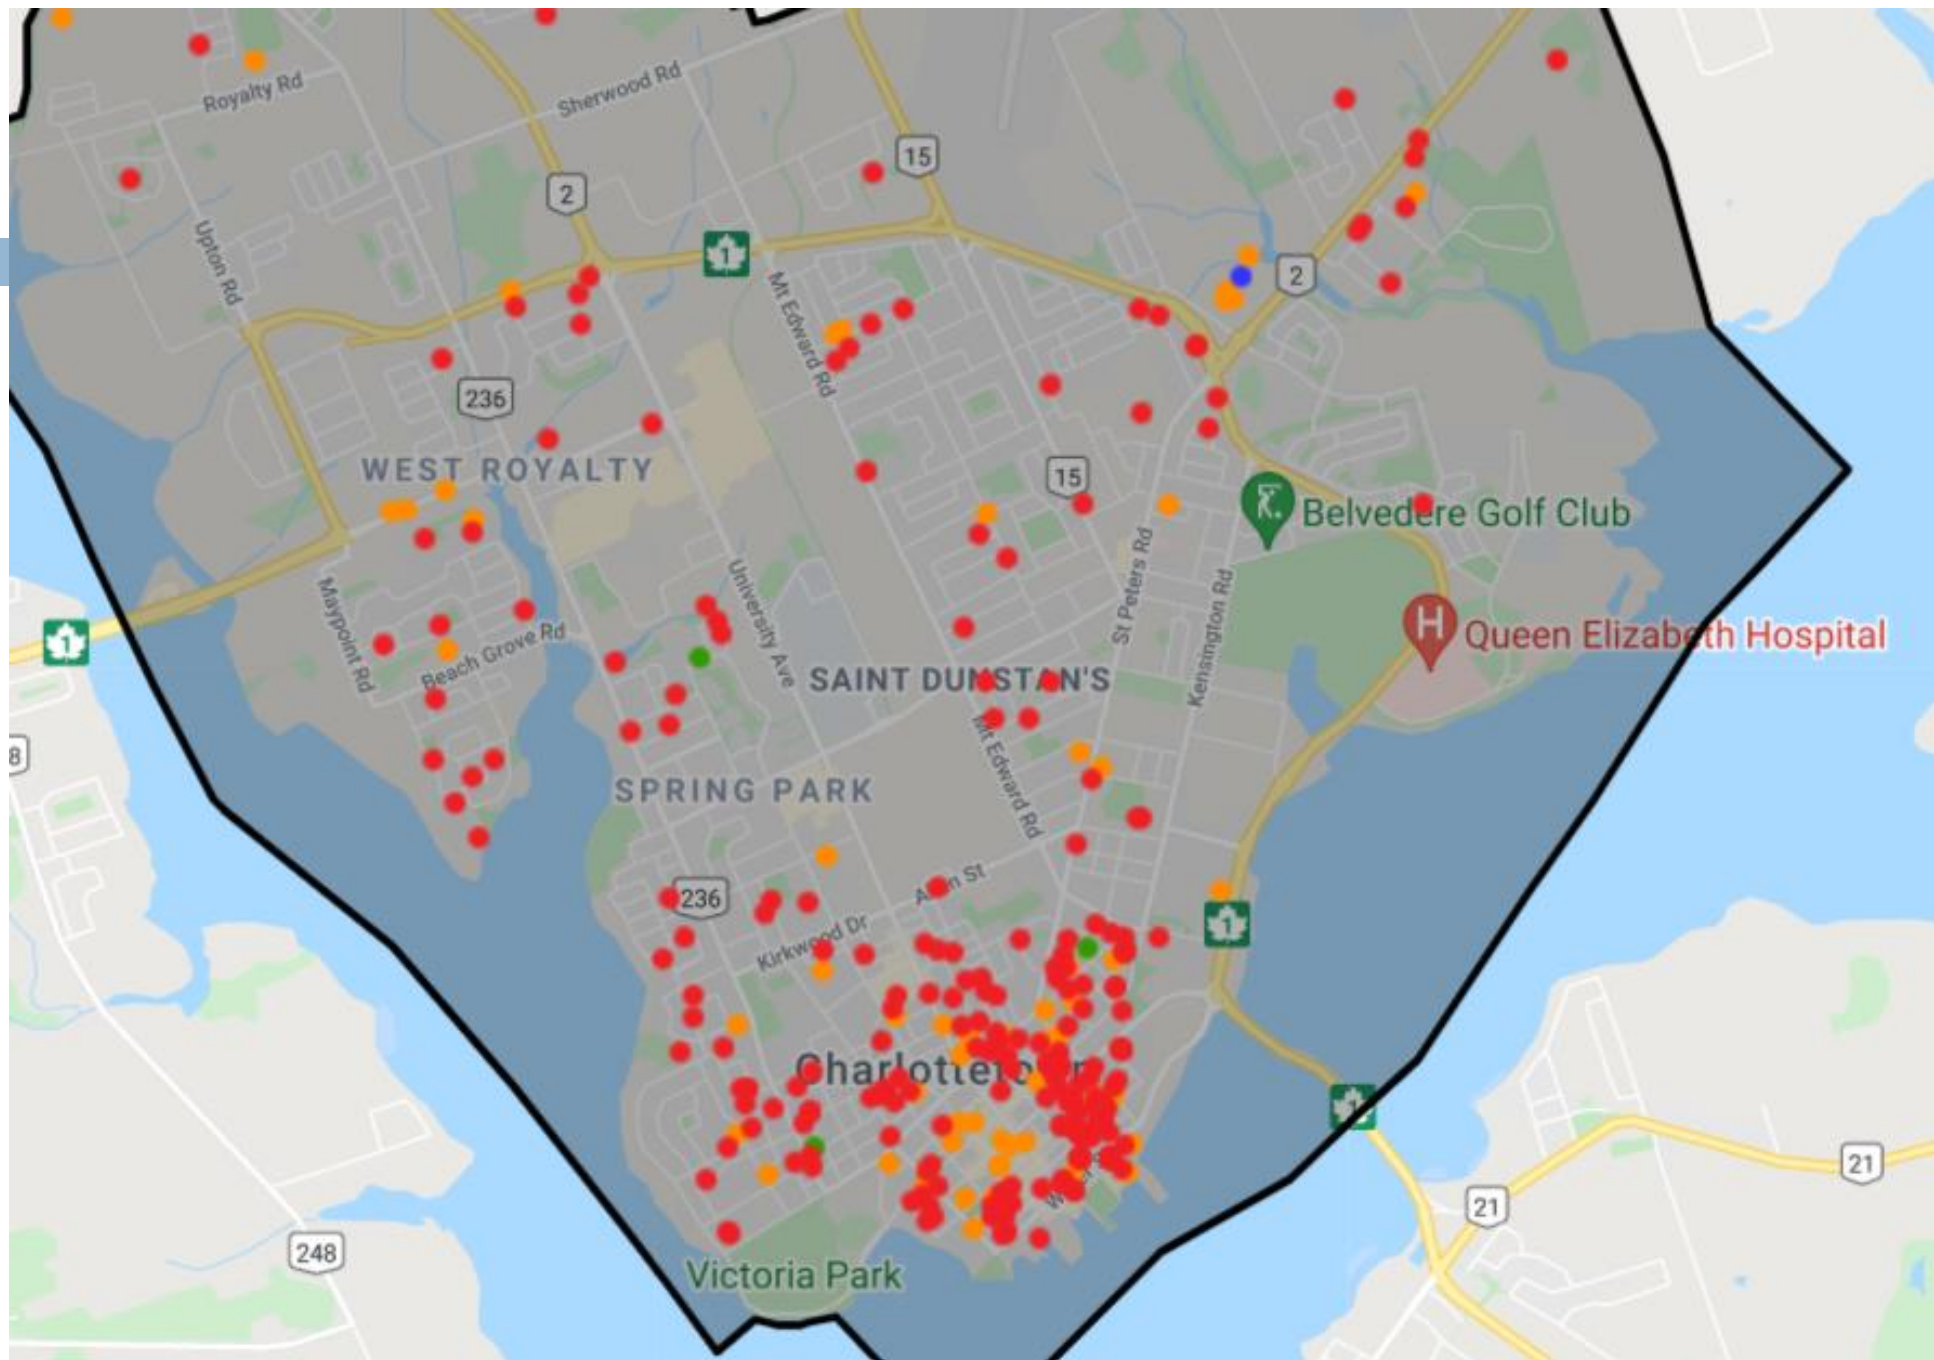 Royalty Rd
Sherwood Rd
15
2
Upton Rd
1
2
Mt Edward Rd
236
WEST ROYALTY
15
Belvedere Golf Club
St Peters Rd
University Ave
Kensington Rd
Maypoint Rd
1
H
Queen Elizabeth Hospital
Beach Grove Rd
SAINT DUNSTAN'S
Mt Edward Rd
8
SPRING PARK
236
Kirkwood Dr
1
Charlottetown
21
21
248
Victoria Park